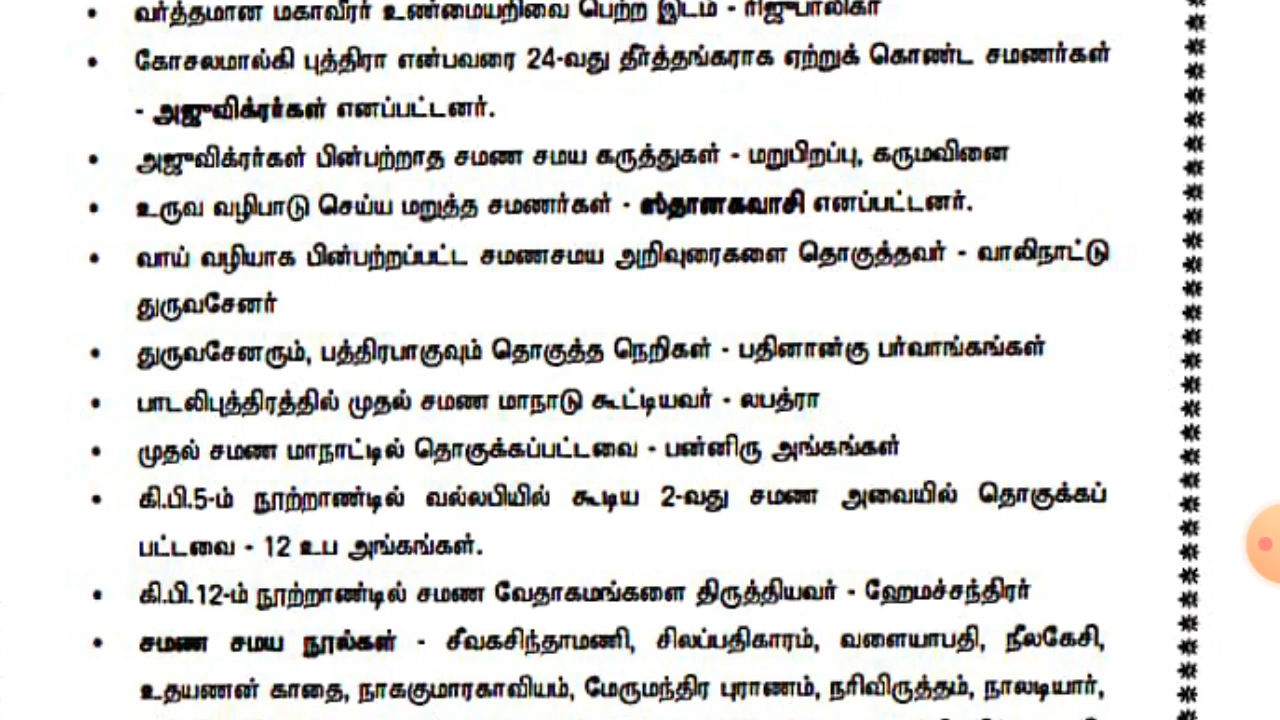 • வர்த்தமான மகாவீரர் உண்மையறிவை பெற்ற இடம் - ரிஜுபாலிகா
• கோசலமால்கி புத்திரா என்பவரை 24-வது தீர்த்தங்கராக ஏற்றுக் கொண்ட சமணர்கள்
- அஜுவிக்ரர்கள் எனப்பட்டனர்.
• அஜுவிக்ரர்கள் பின்பற்றாத சமண சமய கருத்துகள் - மறுபிறப்பு, கருமவினை
• உருவ வழிபாடு செய்ய மறுத்த சமணர்கள் - ஸ்தானகவாசி எனப்பட்டனர்.
• வாய் வழியாக பின்பற்றப்பட்ட சமணசமய அறிவுரைகளை தொகுத்தவர் - வாலிநாட்டு
துருவசேனர்
• துருவசேனரும், பத்திரபாகுவும் தொகுத்த நெறிகள் - பதினான்கு பர்வாங்கங்கள்
• பாடலிபுத்திரத்தில் முதல் சமண மாநாடு கூட்டியவர் - லபத்ரா
• முதல் சமண மாநாட்டில் தொகுக்கப்பட்டவை - பன்னிரு அங்கங்கள்
• கி.பி.5-ம் நூற்றாண்டில் வல்லபியில் கூடிய 2-வது சமண அவையில் தொகுக்கப்
பட்டவை - 12 உப அங்கங்கள்.
• கி.பி.12-ம் நூற்றாண்டில் சமண வேதாகமங்களை திருத்தியவர் - ஹேமச்சந்திரர்
• சமண சமய நூல்கள் - சீவகசிந்தாமணி, சிலப்பதிகாரம், வளையாபதி, நீலகேசி,
உதயணன் காதை, நாககுமாரகாவியம், மேருமந்திர புராணம், நரிவிருத்தம், நாலடியார்,